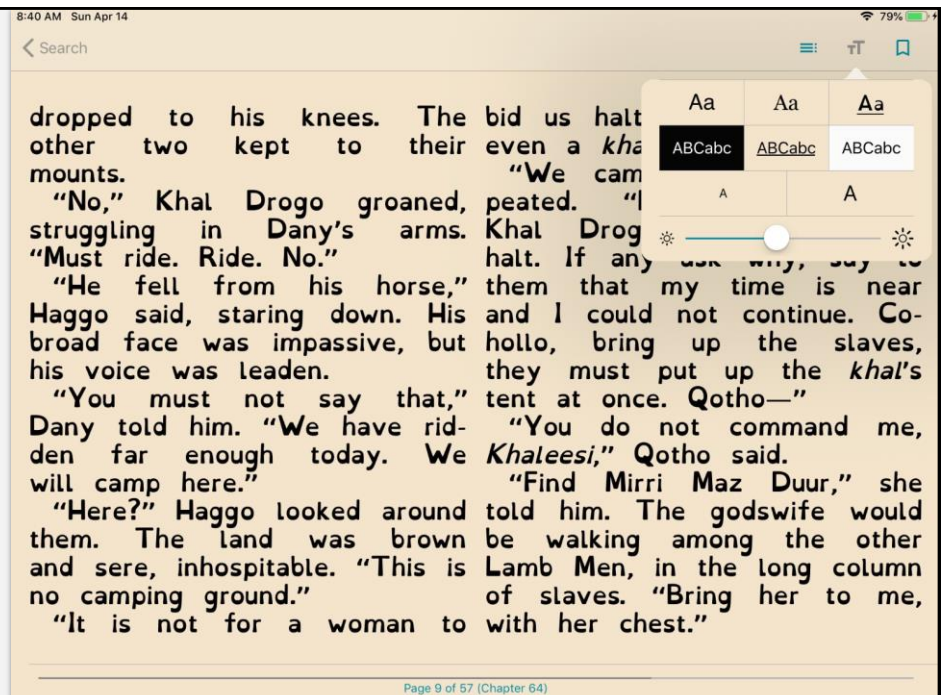 8:40 AM Sun Apr 14
79%
Search
Aa Aa Aa
ABCabc ABCabc ABCabc
A A
dropped to his knees. The
other two kept to their
mounts.
“No,” Khal Drogo groaned,
struggling in Dany’s arms.
“Must ride. Ride. No.”
“He fell from his horse,”
Haggo said, staring down. His
broad face was impassive, but
his voice was leaden.
“You must not say that,”
Dany told him. “We have rid-
den far enough today. We
will camp here.”
“Here?” Haggo looked around
them. The land was brown
and sere, inhospitable. “This is
no camping ground.”
“It is not for a woman to
bid us halt
even a kha
“We cam
peated.
Khal Drog
halt. If any ask why, say to
them that my time is near
and I could not continue. Co-
hollo, bring up the slaves,
they must put up the khal’s
tent at once. Qotho—”
“You do not command me,
Khaleesi,” Qotho said.
“Find Mirri Maz Duur,” she
told him. The godswife would
be walking among the other
Lamb Men, in the long column
of slaves. “Bring her to me,
with her chest.”
Page 9 of 57 (Chapter 64)